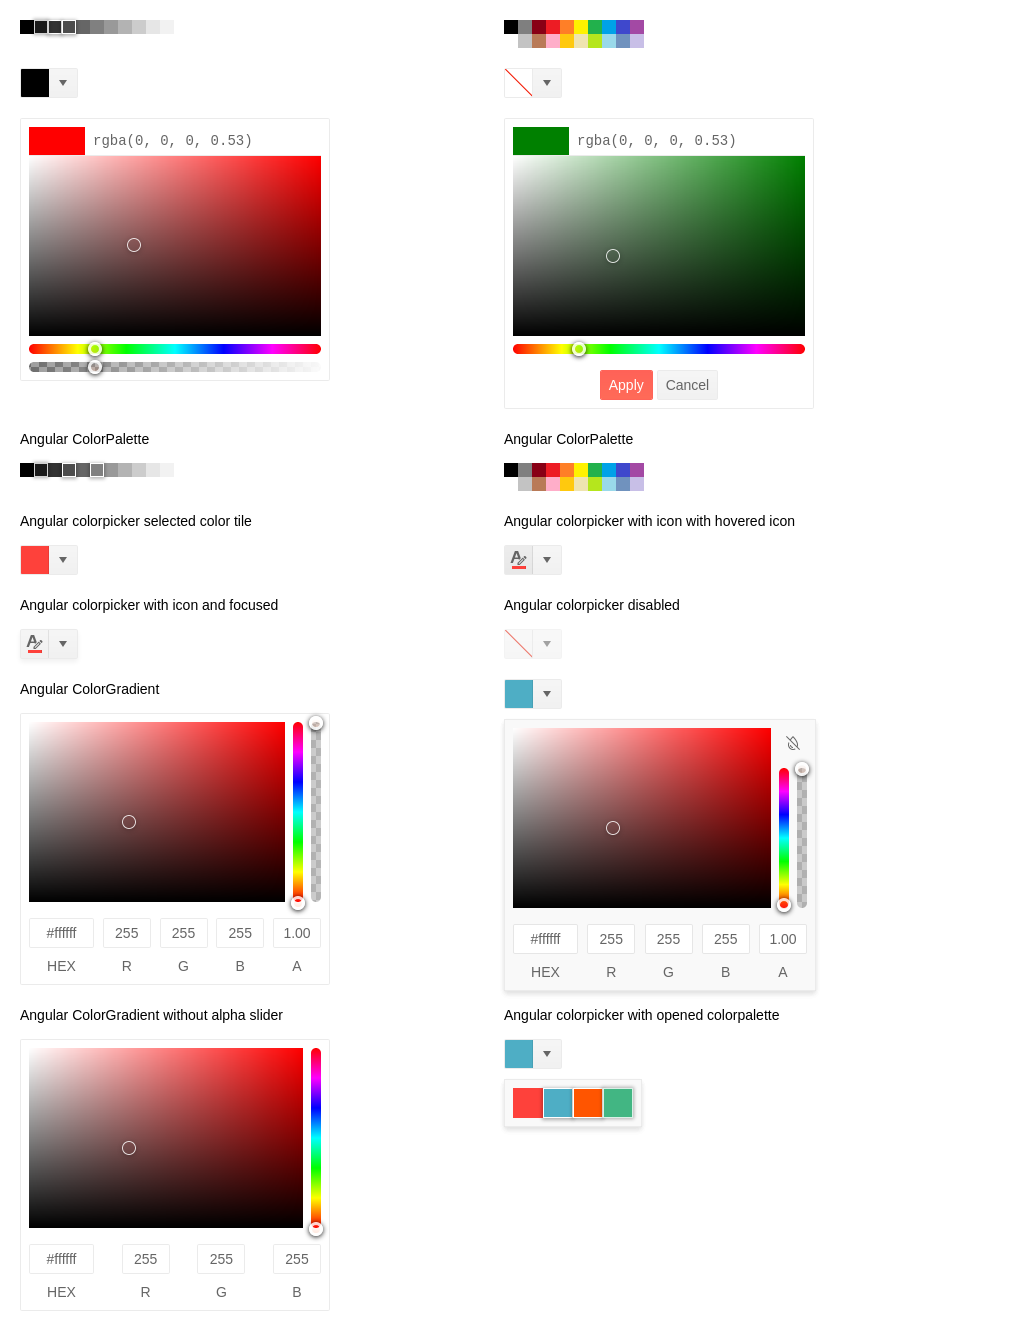 rgba(0, 0, 0, 0.53)
rgba(0, 0, 0, 0.53)
Apply Cancel
Angular ColorPalette
Angular ColorPalette
Angular colorpicker selected color tile
Angular colorpicker with icon with hovered icon
A
Angular colorpicker with icon and focused
Angular colorpicker disabled
A
Angular ColorGradient
#ffffff 255 255 255 1.00
HEX R G B A
#ffffff 255 255 255 1.00
HEX R G B A
Angular ColorGradient without alpha slider
Angular colorpicker with opened colorpalette
#ffffff 255 255 255
HEX R G B